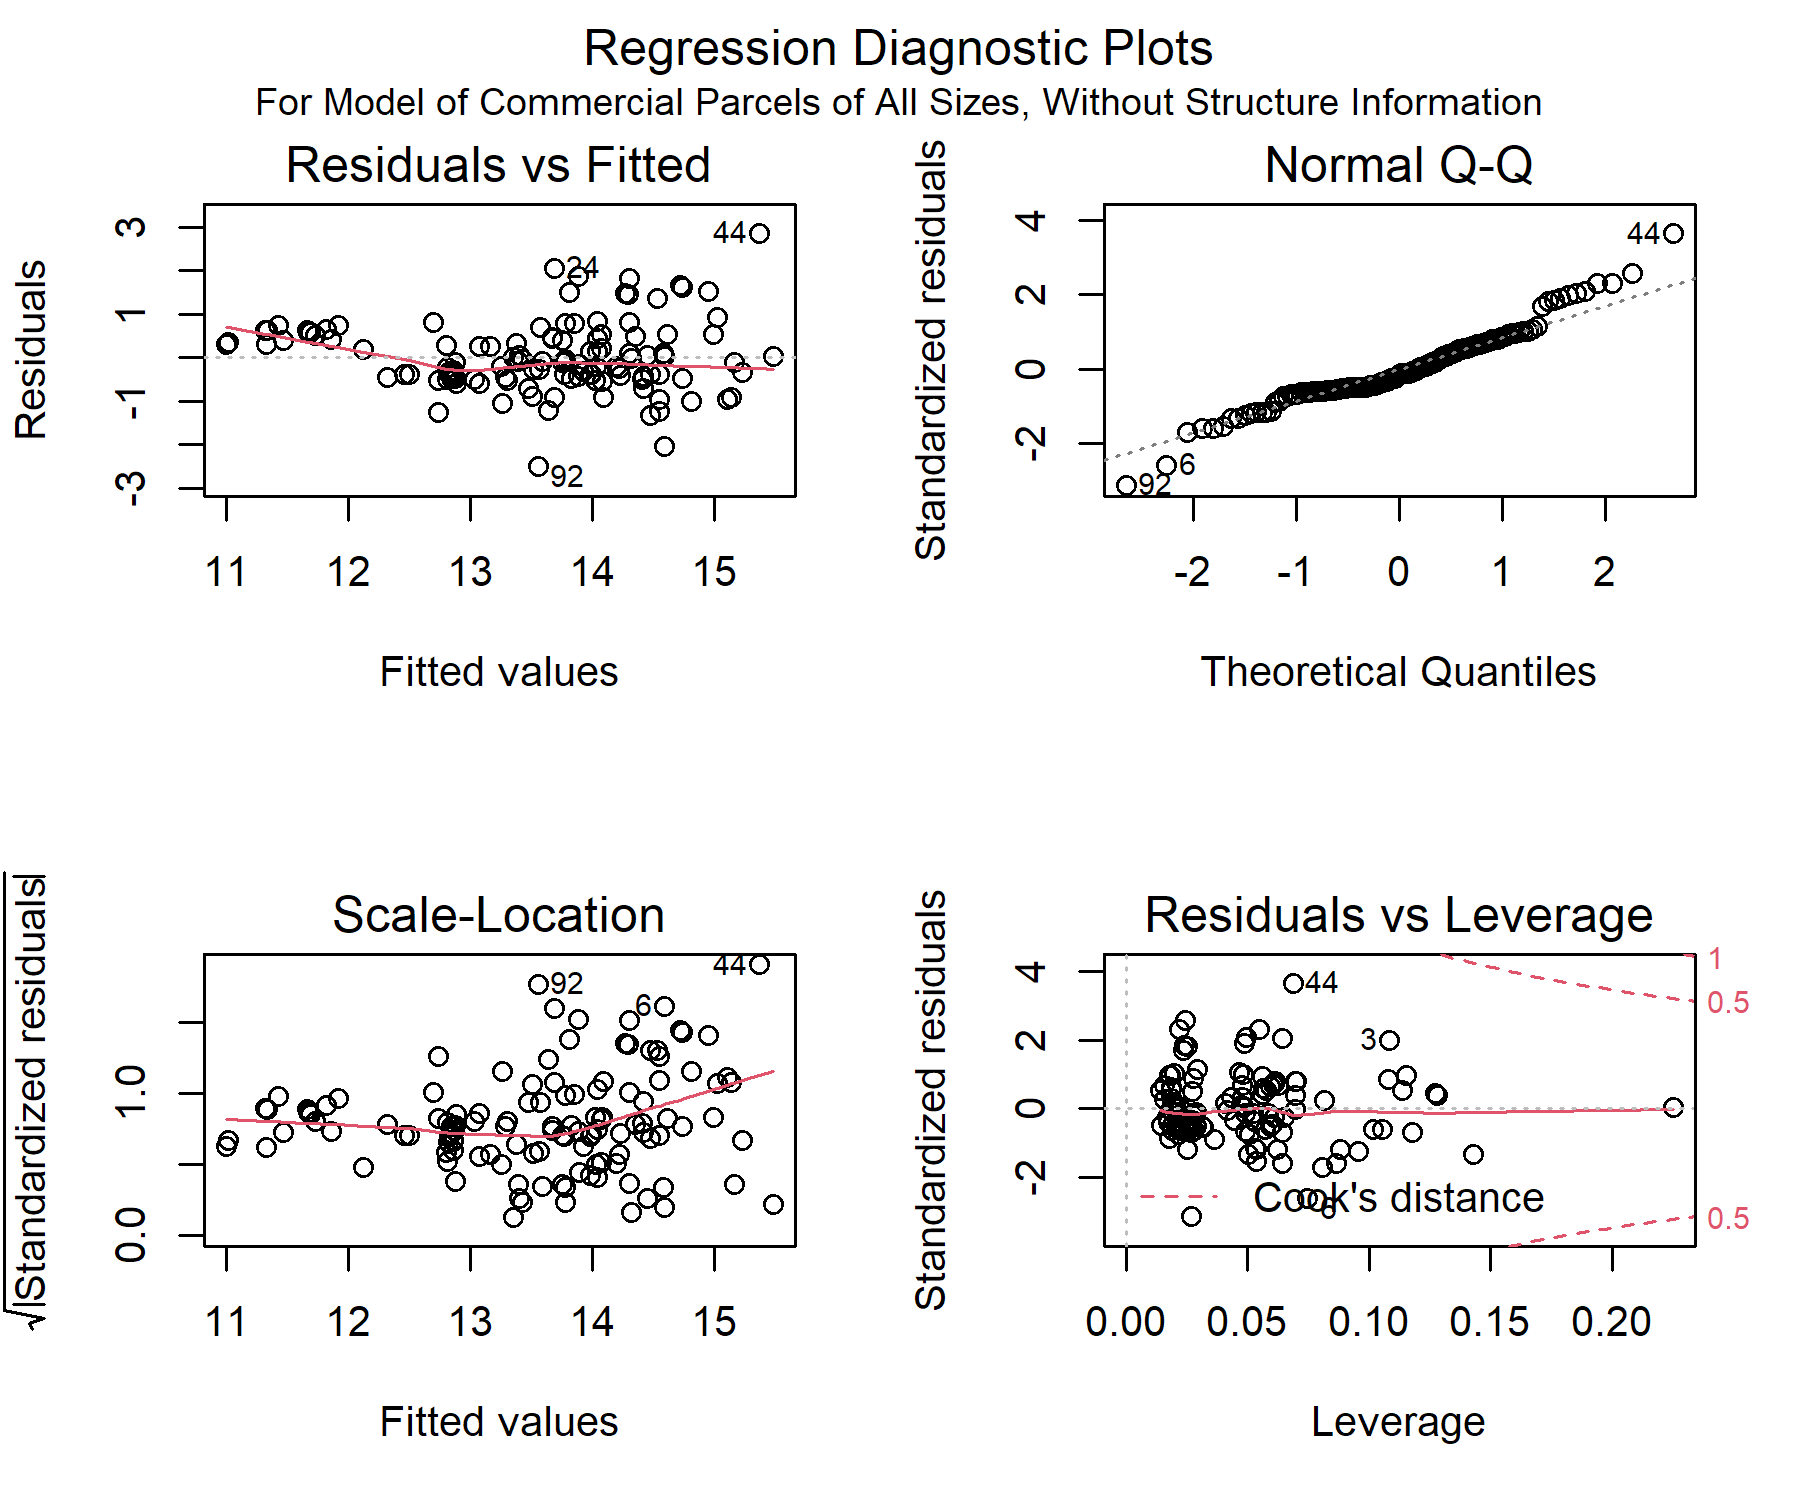 Regression Diagnostic Plots
For Model of Commercial Parcels of All Sizes, Without Structure Information
Residuals vs Fitted
Residuals
3
1
-1
-3
44
24
92
11 12 13 14 15
Fitted values
Normal Q-Q
Standardized residuals
4
2
0
-2
44
6
92
-2 -1 0 1 2
Theoretical Quantiles
Scale-Location
√|Standardized residuals|
1.0
0.0
44
92
6
11 12 13 14 15
Fitted values
Residuals vs Leverage
Standardized residuals
4
2
0
-2
44
3
6
Cook's distance
1
0.5
0.5
0.00 0.05 0.10 0.15 0.20
Leverage